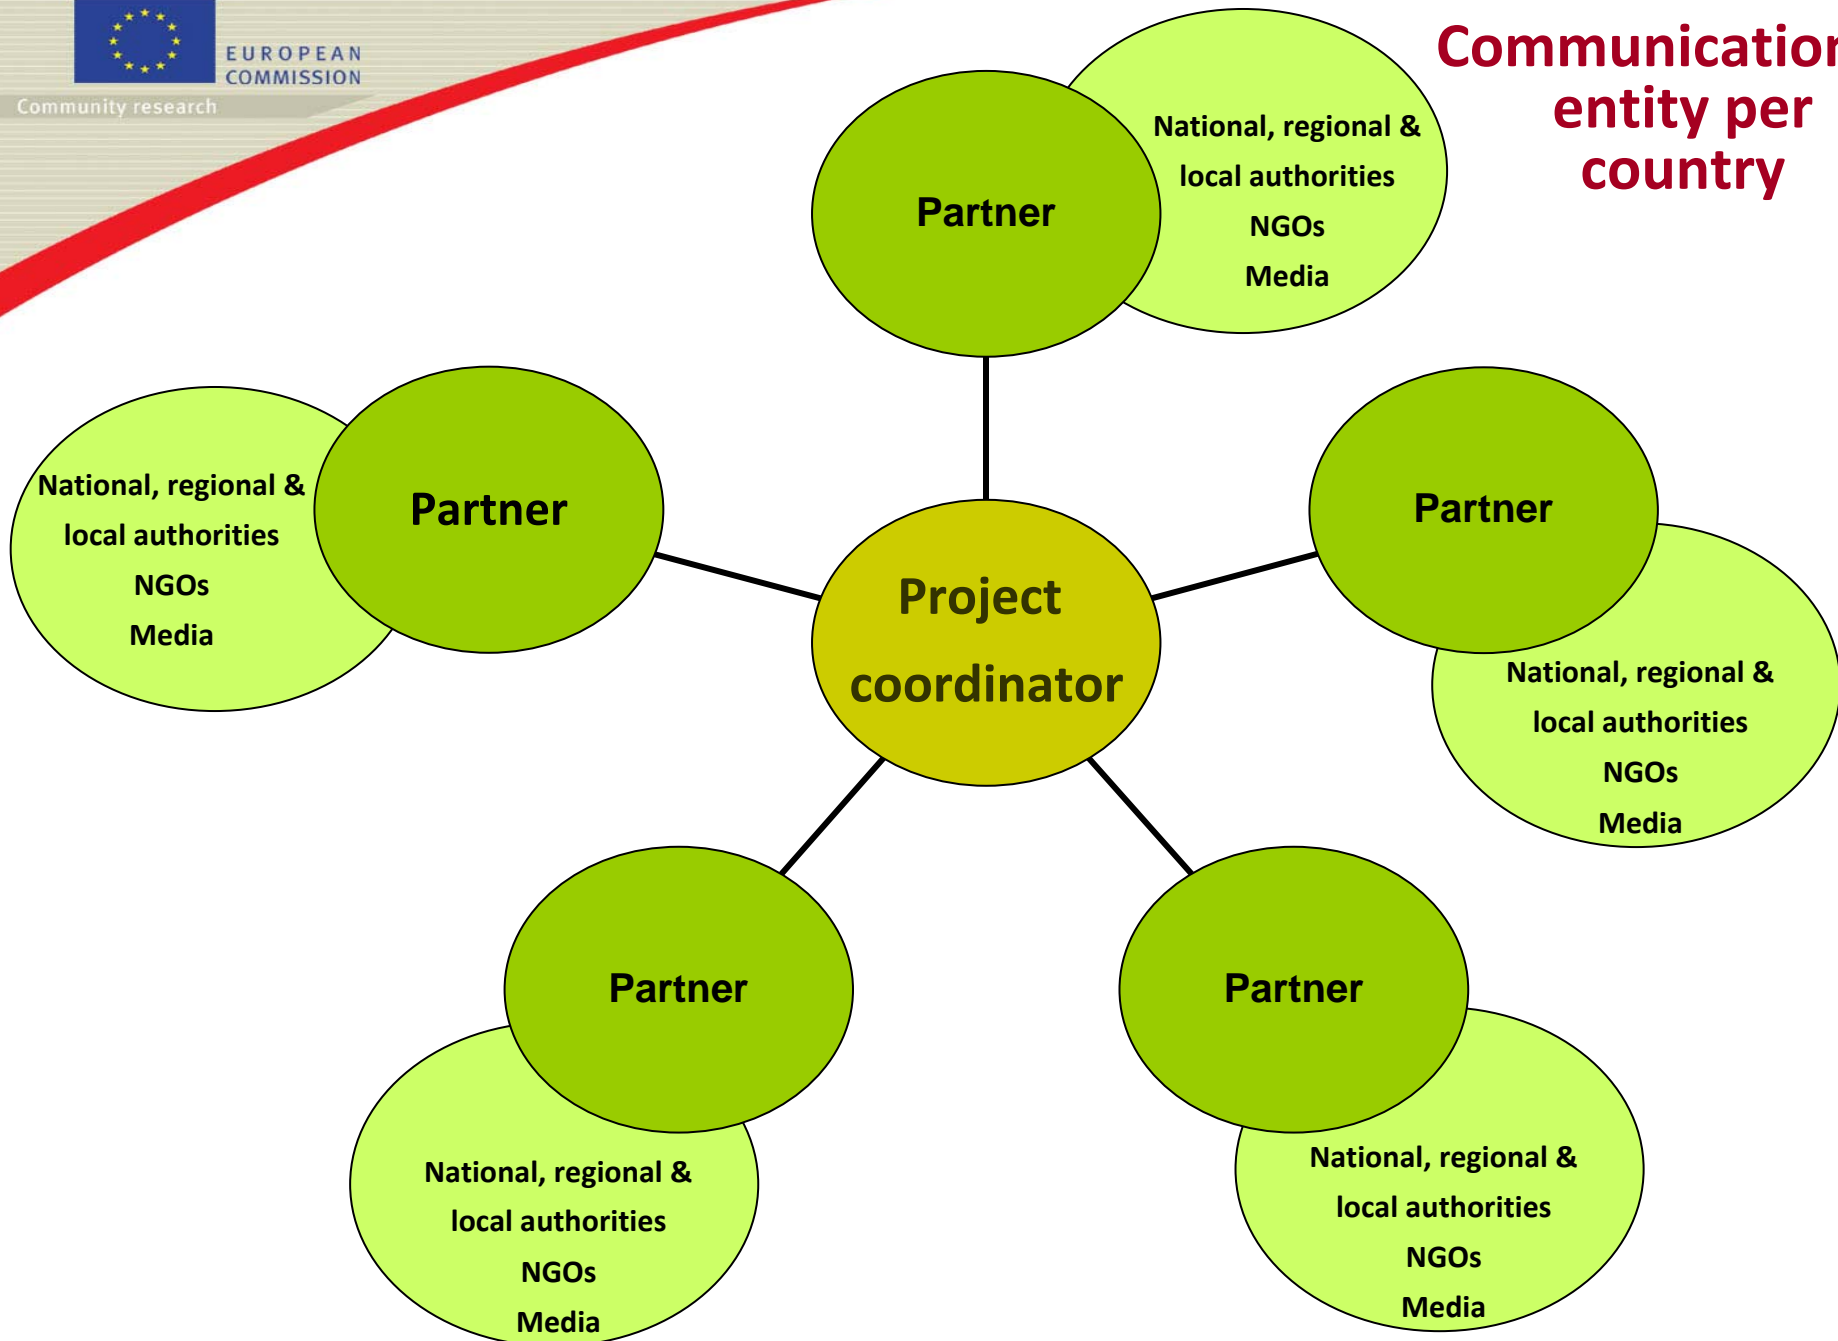 EUROPEAN
COMMISSION
Community research
Communication
entity per
country
National, regional &
local authorities
NGOs
Media
Partner
National, regional &
local authorities
NGOs
Media
Partner
Partner
National, regional &
local authorities
NGOs
Media
Project
coordinator
Partner
National, regional &
local authorities
NGOs
Media
Partner
National, regional &
local authorities
NGOs
Media